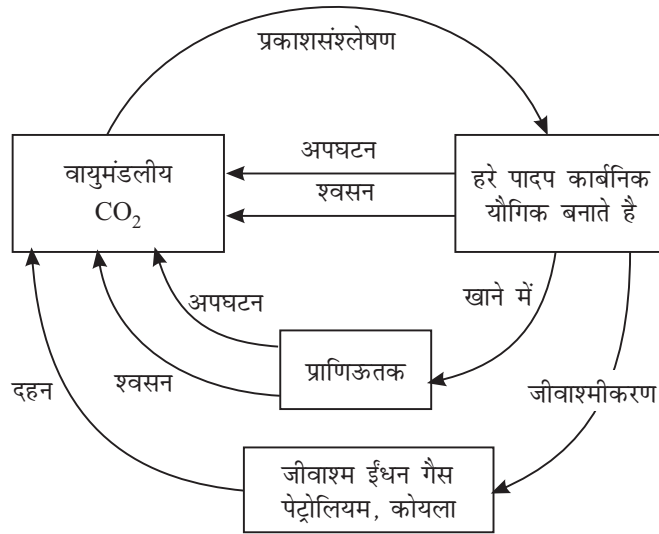 प्रकाशसंश्लेषण
वायुमंडलीय
CO₂
अपघटन
श्वसन
हरे पादप कार्बनिक
यौगिक बनाते है
अपघटन
खाने में
श्वसन
प्राणिऊतक
दहन
जीवाश्मीकरण
जीवाश्म ईंधन गैस
पेट्रोलियम, कोयला